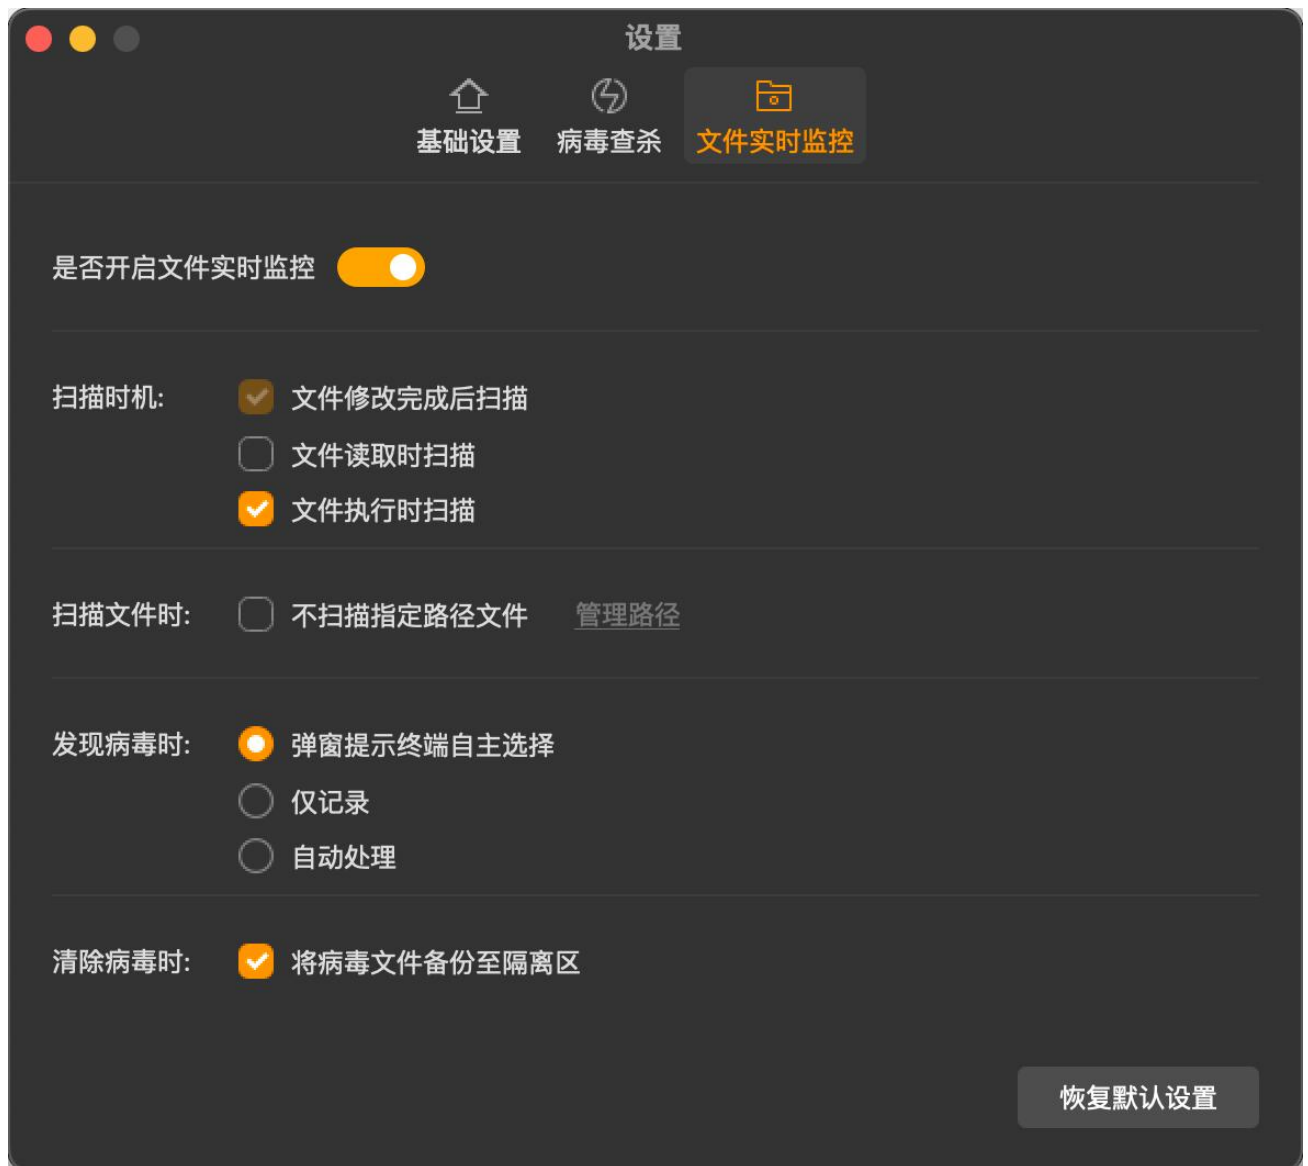 设置
基础设置 病毒查杀 文件实时监控
是否开启文件实时监控
扫描时机: 文件修改完成后扫描
文件读取时扫描
文件执行时扫描
扫描文件时: 不扫描指定路径文件 管理路径
发现病毒时: 弹窗提示终端自主选择
仅记录
自动处理
清除病毒时: 将病毒文件备份至隔离区
恢复默认设置